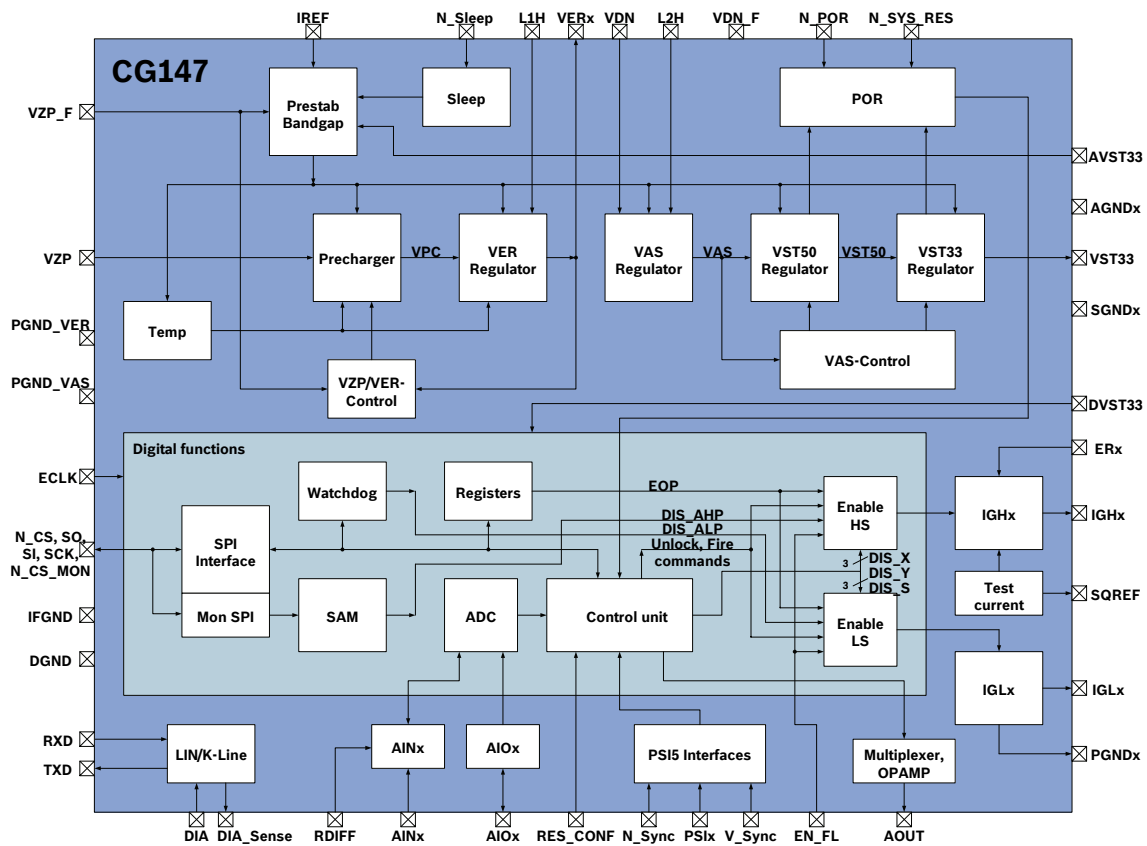 IREF
N_Sleep
L1H
VERx
VDN
L2H
VDN_F
N_POR
N_SYS_RES
CG147
VZP_F
Prestab
Bandgap
Sleep
POR
AVST33
AGNDx
VZP
Precharger
VPC
VER
Regulator
VAS
Regulator
VAS
VST50
Regulator
VST50
VST33
Regulator
VST33
PGND_VER
Temp
SGNDx
VZP/VER-
Control
VAS-Control
PGND_VAS
DVST33
Digital functions
ERx
ECLK
Watchdog
Registers
EOP
Enable
HS
IGHx
IGHx
DIS_AHP
DIS_ALP
Unlock, Fire
commands
N_CS, SO,
SI, SCK,
N_CS_MON
SPI
Interface
3
DIS_X
DIS_Y
3
DIS_S
Test
current
SQREF
IFGND
Mon SPI
SAM
ADC
Control unit
Enable
LS
DGND
IGLx
IGLx
RXD
LIN/K-Line
AINx
AIOx
PSI5 Interfaces
Multiplexer,
OPAMP
PGNDx
TXD
DIA
DIA_Sense
RDIFF
AINx
AIOx
RES_CONF
N_Sync
PSIx
V_Sync
EN_FL
AOUT